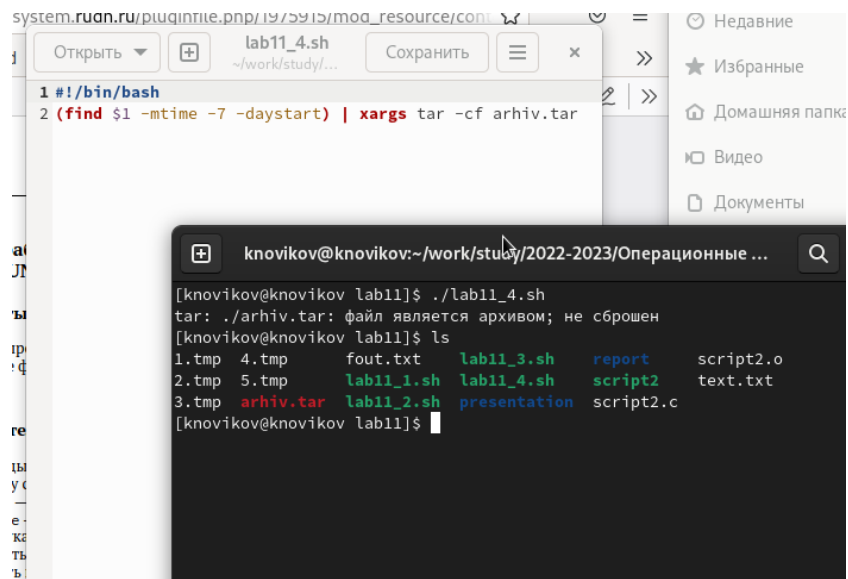 system.rudn.ru/pluginfile.php/1975915/mod_resource/cont
Открыть
lab11_4.sh
~/work/study/...
Сохранить
1 #!/bin/bash
2 (find $1 -mtime -7 -daystart) | xargs tar -cf arhiv.tar
Недавние
Избранные
Домашняя папка
Видео
Документы
knovikov@knovikov:~/work/study/2022-2023/Операционные ...
[knovikov@knovikov lab11]$ ./lab11_4.sh
tar: ./arhiv.tar: файл является архивом; не сброшен
[knovikov@knovikov lab11]$ ls
1.tmp 4.tmp fout.txt lab11_3.sh report script2.o
2.tmp 5.tmp lab11_1.sh lab11_4.sh script2 text.txt
3.tmp arhiv.tar lab11_2.sh presentation script2.c
[knovikov@knovikov lab11]$